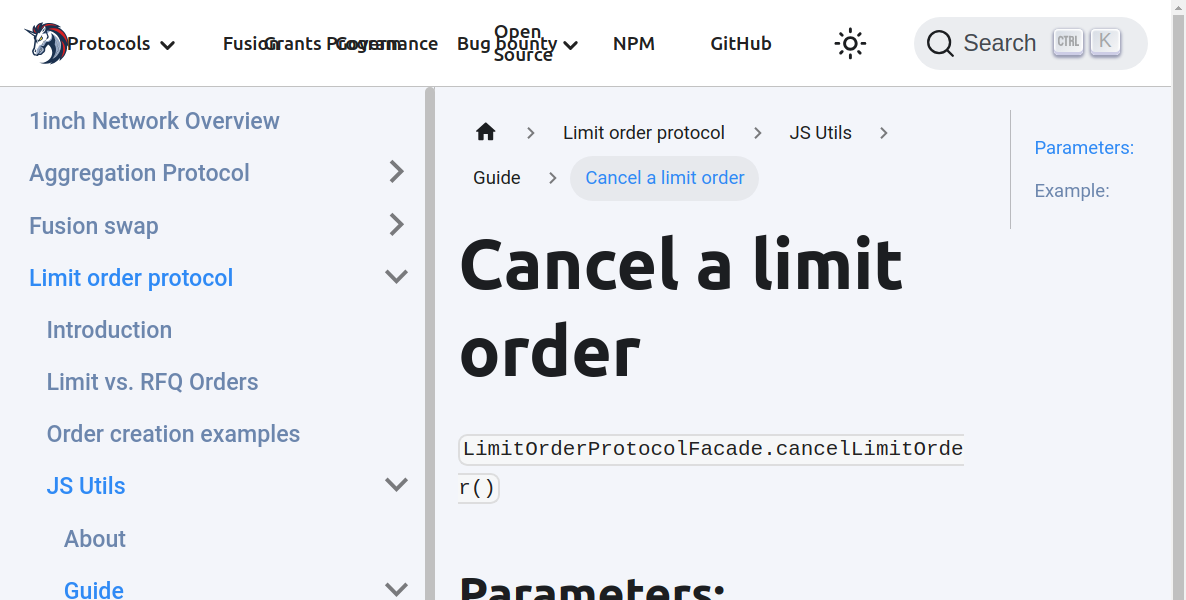 Protocols Fusion Grants Program Governance Bug bounty Open Source NPM GitHub Search CTRL K
1inch Network Overview
Aggregation Protocol
Fusion swap
Limit order protocol
Introduction
Limit vs. RFQ Orders
Order creation examples
JS Utils
About
Guide
Limit order protocol JS Utils
Guide Cancel a limit order
Cancel a limit
order
LimitOrderProtocolFacade.cancelLimitOrde
r()
Parameters:
Parameters:
Example: